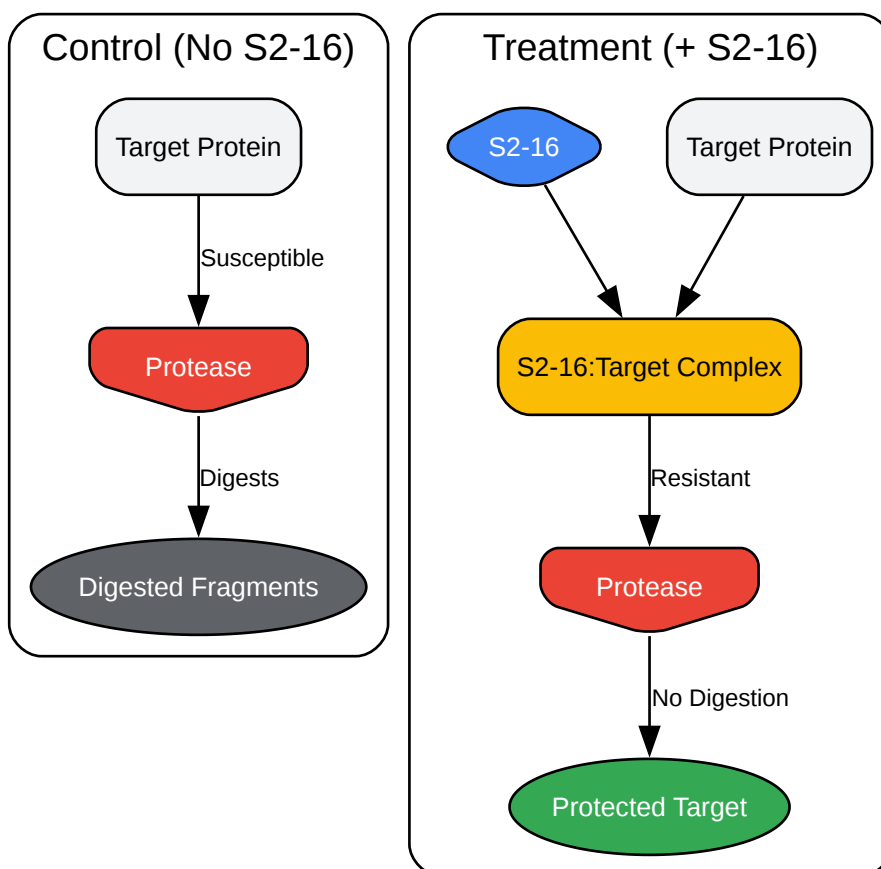 Control (No S2-16)
Target Protein
Susceptible
Protease
Digests
Digested Fragments
Treatment (+ S2-16)
S2-16
Target Protein
S2-16:Target Complex
Resistant
Protease
No Digestion
Protected Target